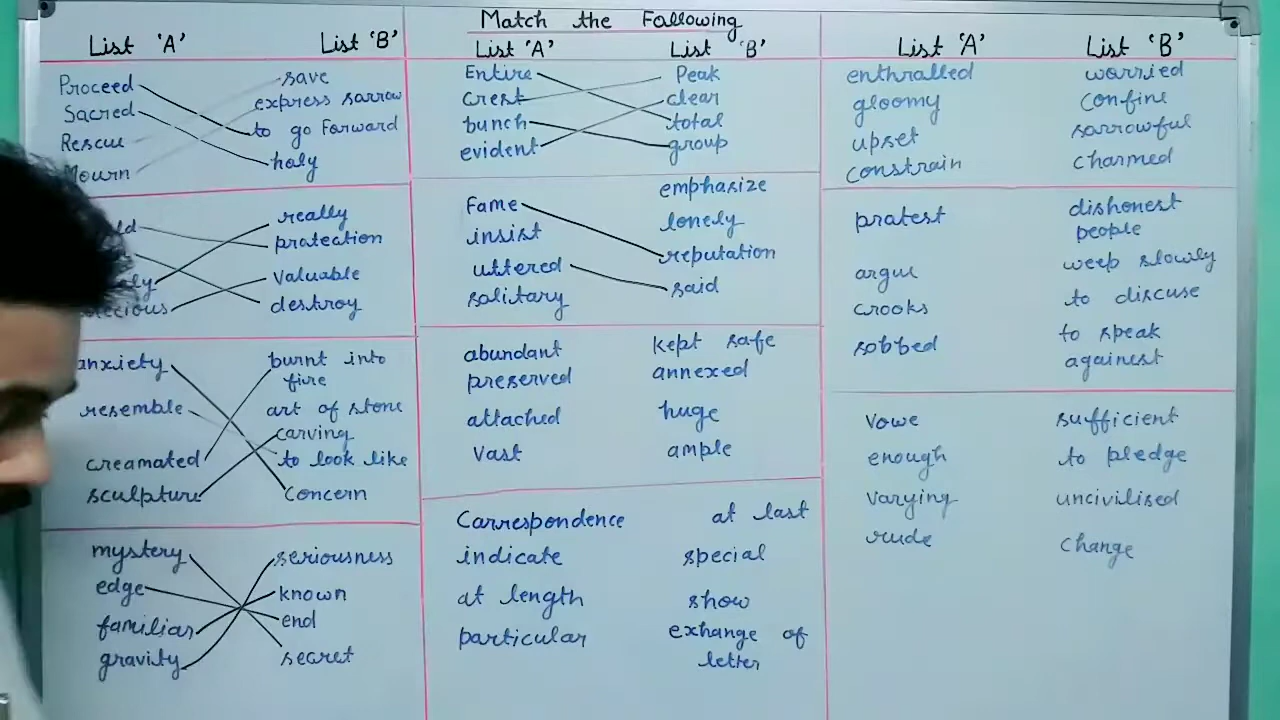 Match the Following
List 'A' List 'B'
Proceed save
Sacred express sorrow
Rescue to go Forward
Mourn holy
really
protection
valuable
destroy
anxiety burnt into
fire
resemble art of stone
carving
creamated to look like
sculpture concern
mystery seriousness
edge known
familiar end
gravity secret
List 'A' List 'B'
Entire Peak
Crest clear
bunch total
evident group
Fame emphasize
insist lonely
uttered reputation
solitary said
abundant kept safe
preserved annexed
attached huge
vast ample
Correspondence at last
indicate special
at length show
particular exchange of
letter
List 'A' List 'B'
enthralled worried
gloomy confine
upset sorrowful
constrain charmed
protest dishonest
people
argue weep slowly
crooks to discuse
sobbed to speak
againest
vowe sufficient
enough to pledge
varying uncivilised
rude change